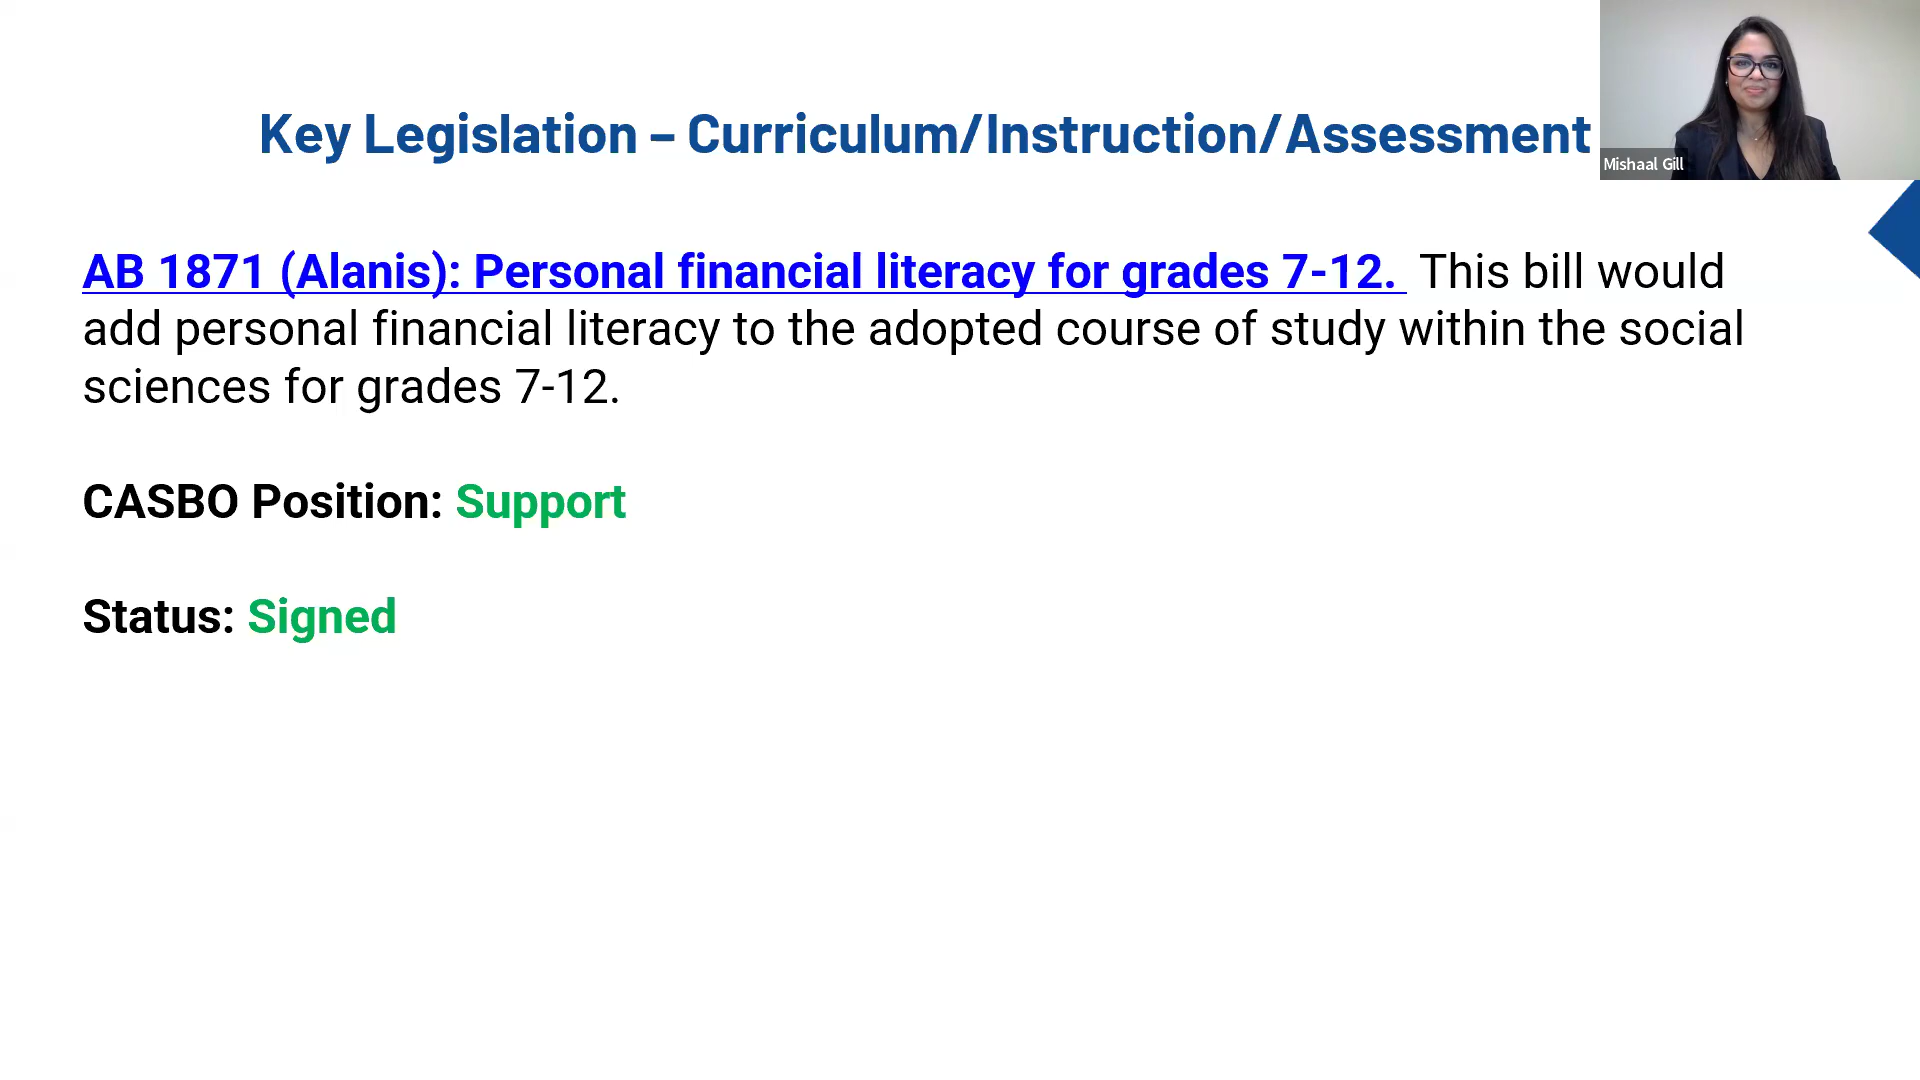 Key Legislation – Curriculum/Instruction/Assessment
Mishaal Gill
AB 1871 (Alanis): Personal financial literacy for grades 7-12. This bill would
add personal financial literacy to the adopted course of study within the social
sciences for grades 7-12.
CASBO Position: Support
Status: Signed